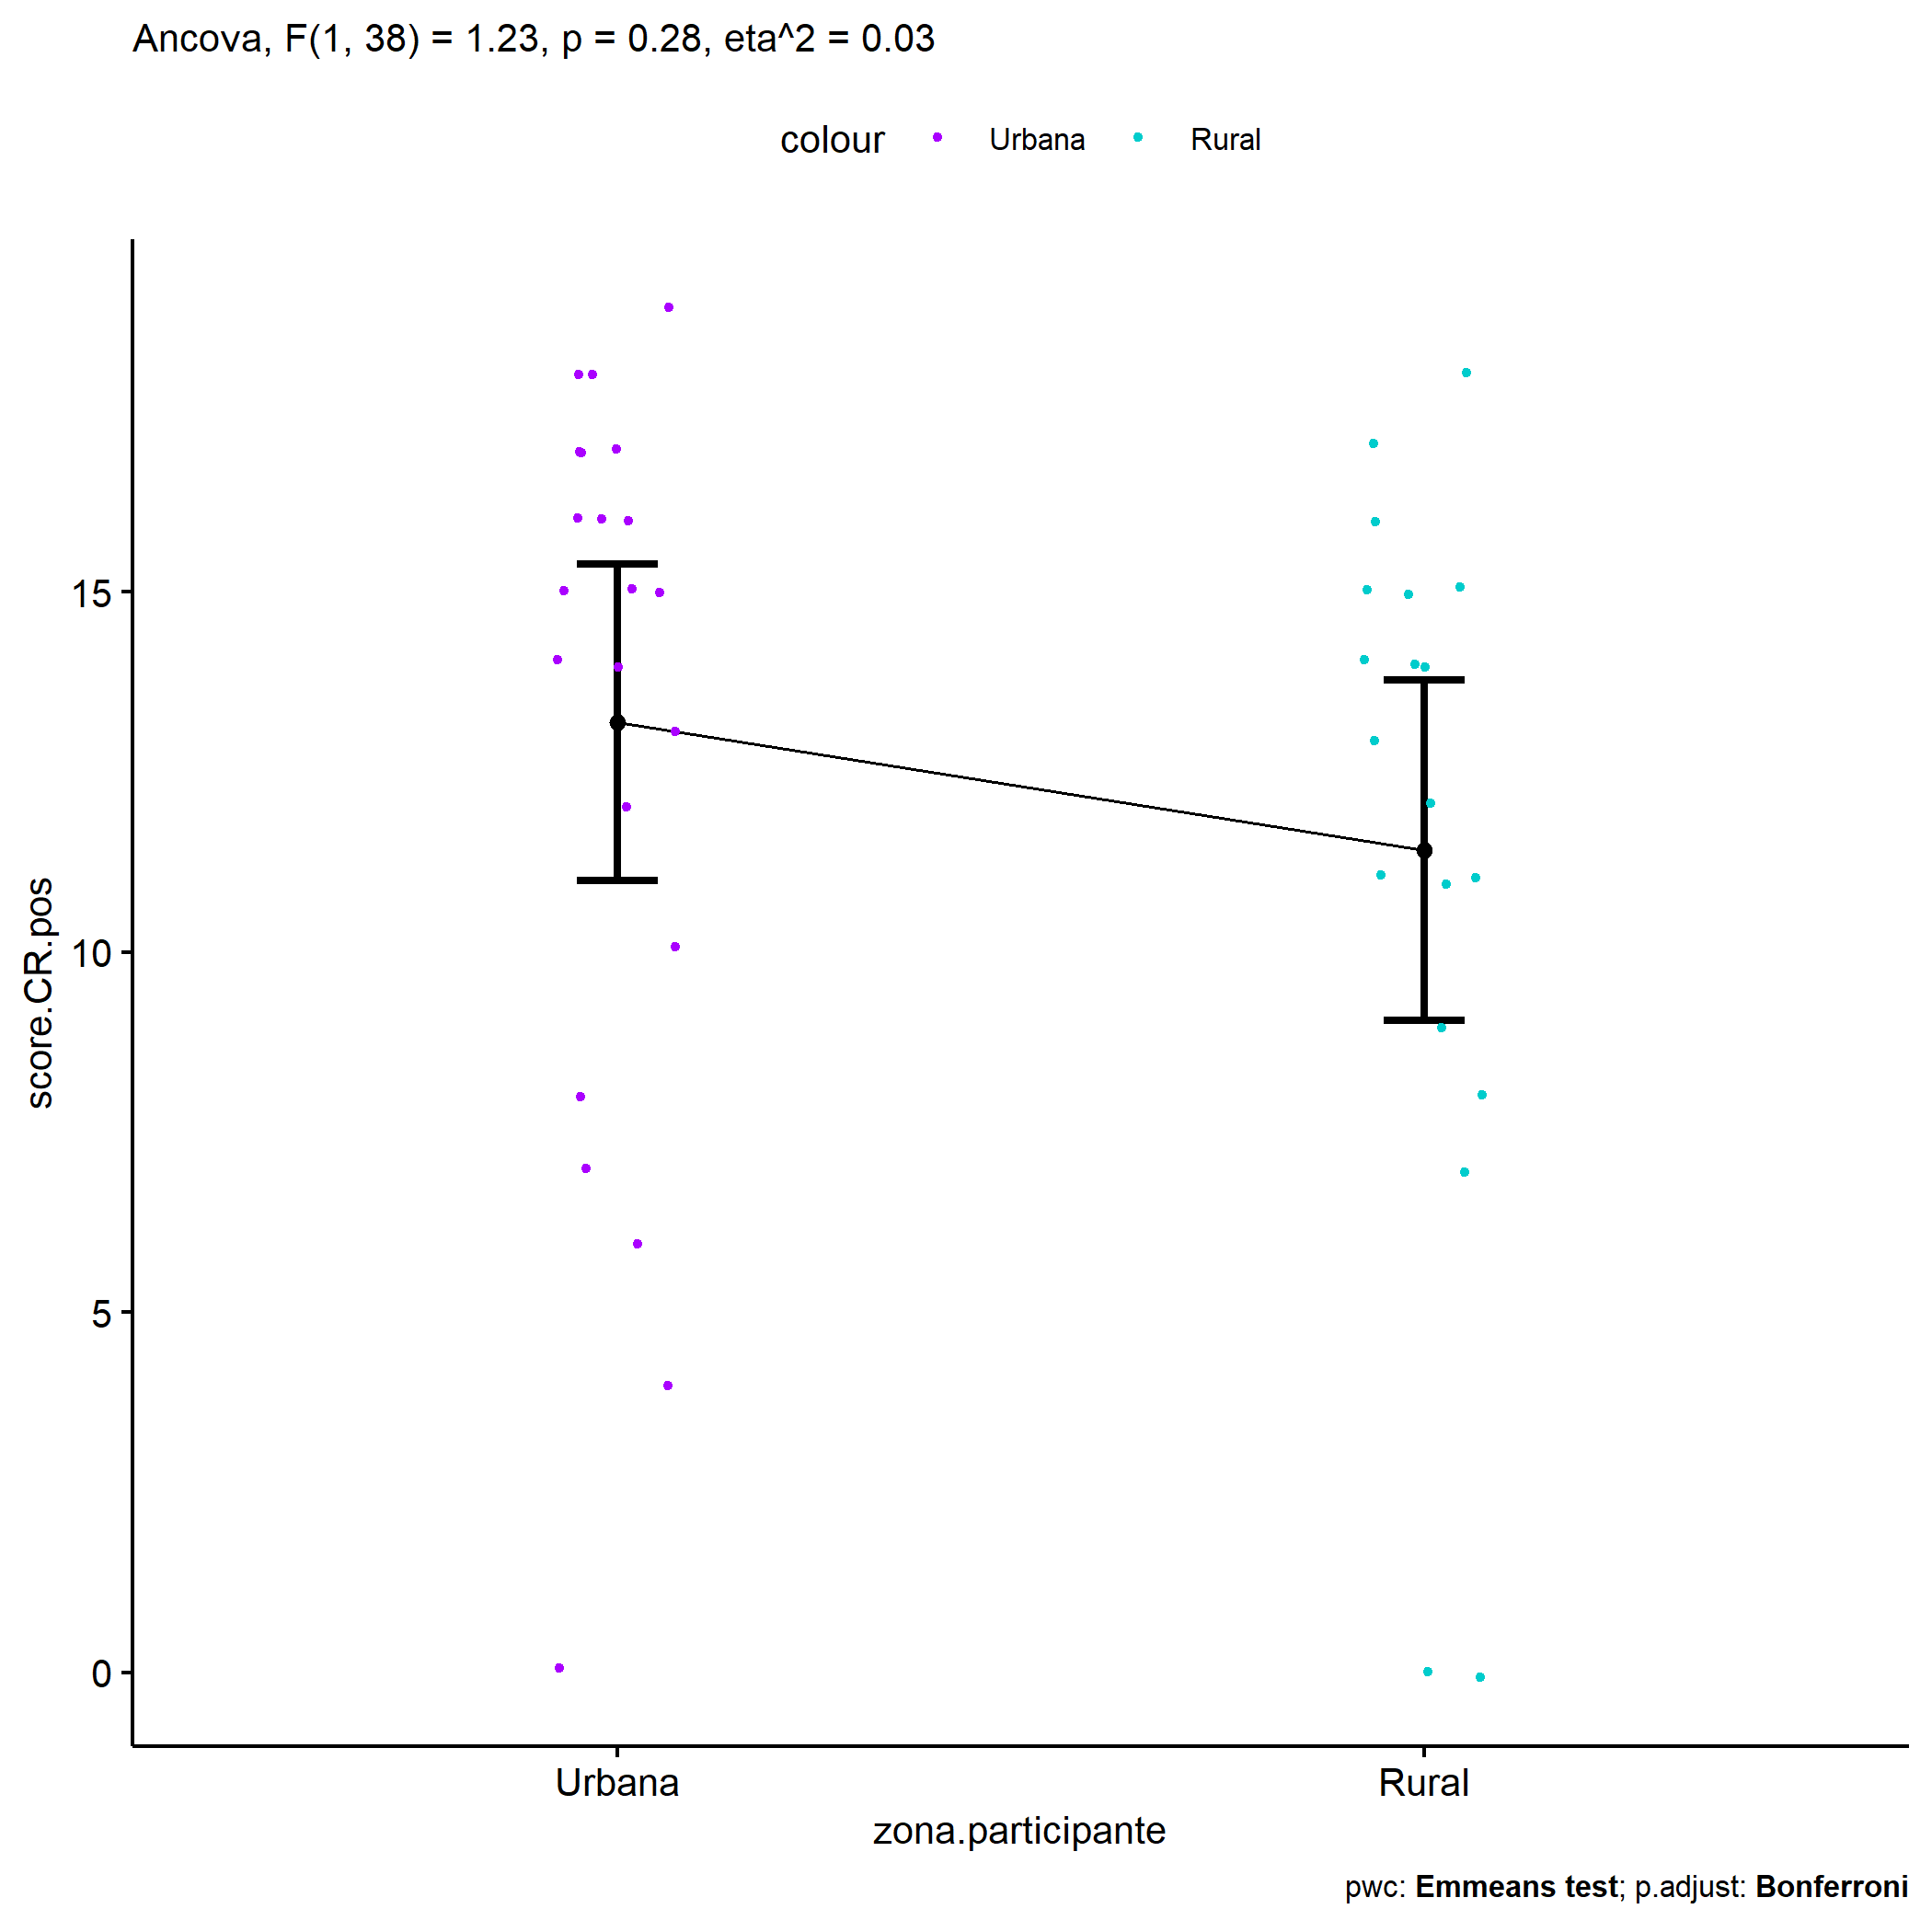 Ancova, F(1, 38) = 1.23, p = 0.28, eta^2 = 0.03
colour Urbana Rural
score.CR.pos
15
10
5
0
Urbana Rural
zona.participante
pwc: Emmeans test; p.adjust: Bonferroni